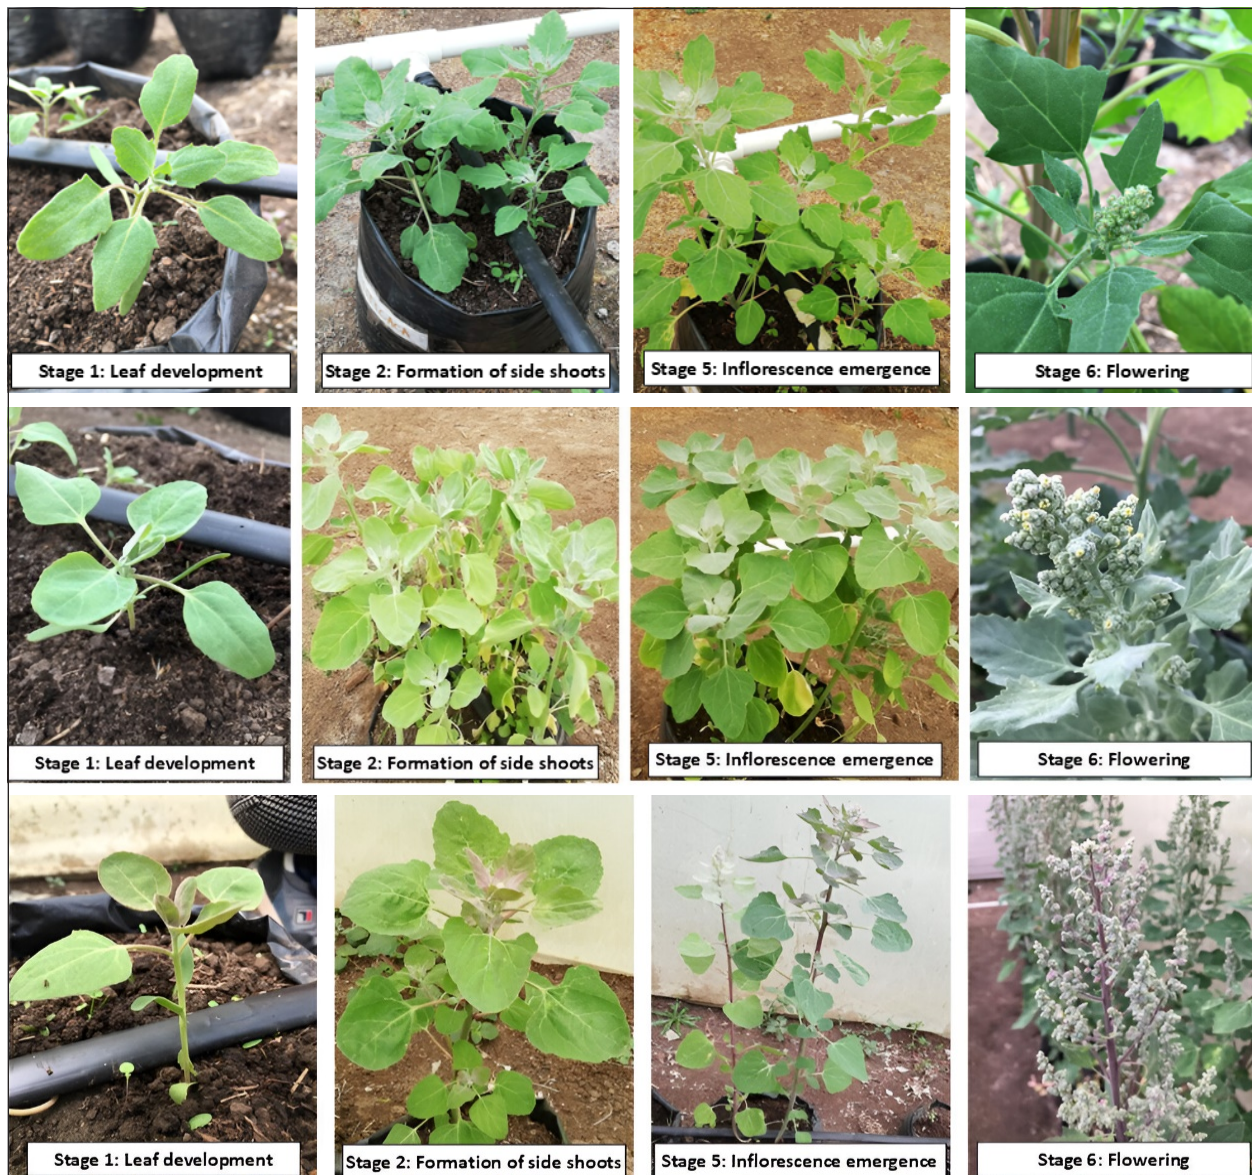 Stage 1: Leaf development
Stage 2: Formation of side shoots
Stage 5: Inflorescence emergence
Stage 6: Flowering
Stage 1: Leaf development
Stage 2: Formation of side shoots
Stage 5: Inflorescence emergence
Stage 6: Flowering
Stage 1: Leaf development
Stage 2: Formation of side shoots
Stage 5: Inflorescence emergence
Stage 6: Flowering